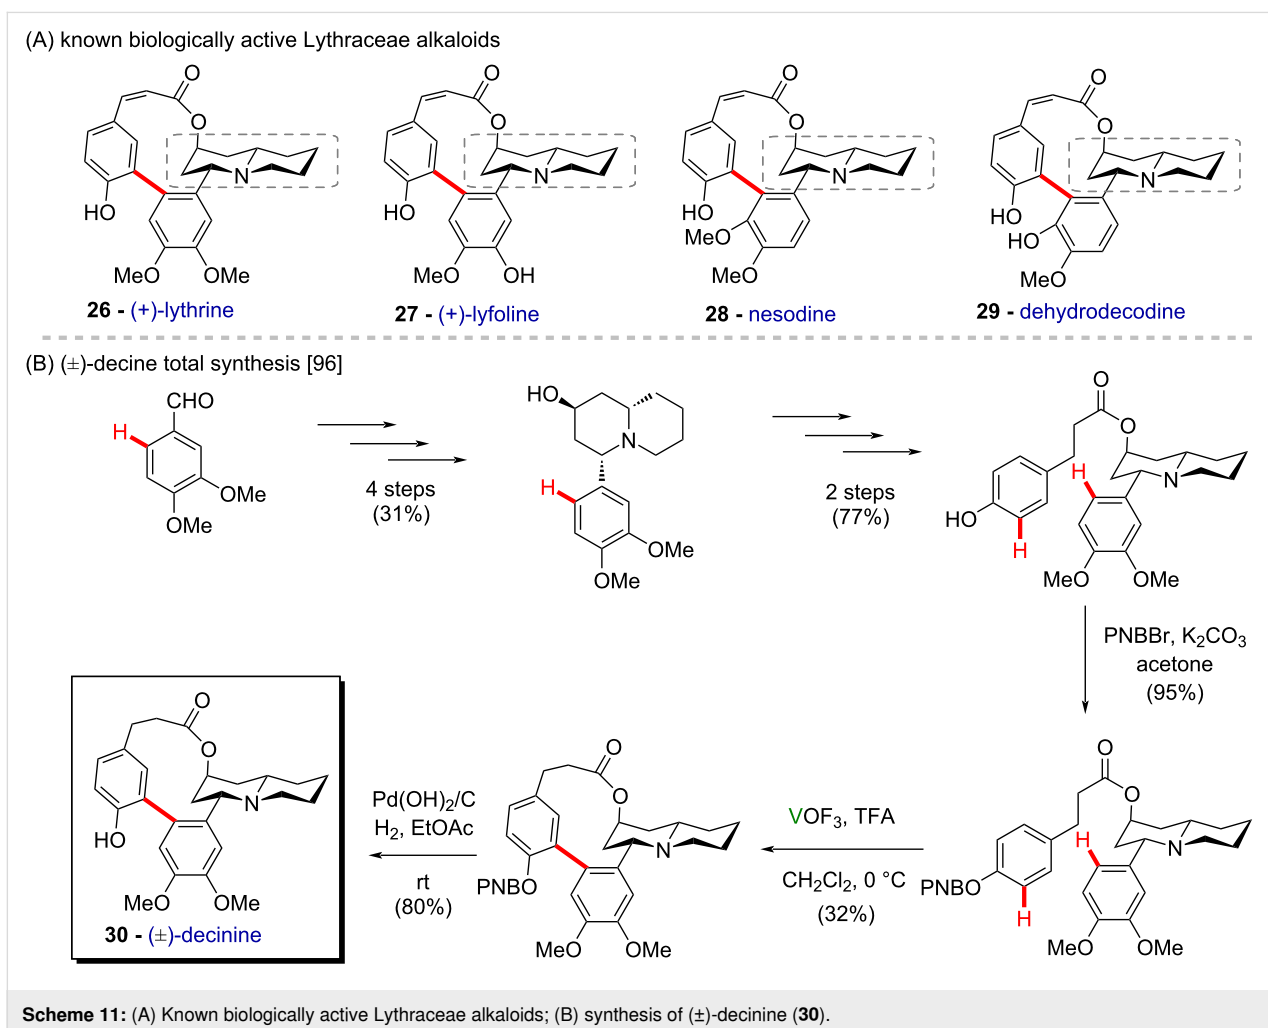 (A) known biologically active Lythraceae alkaloids
O
O
N
HO
MeO
OMe
26 - (+)-lythrine
O
O
N
HO
MeO
OH
27 - (+)-lyfoline
O
O
N
HO
MeO
MeO
28 - nesodine
O
O
N
HO
HO
MeO
29 - dehydrodecodine
(B) (±)-decine total synthesis [96]
CHO
H
OMe
OMe
4 steps
(31%)
HO
N
H
OMe
OMe
2 steps
(77%)
O
O
N
H
HO
H
MeO
OMe
PNBBr, K2CO3
acetone
(95%)
O
O
N
H
PNBO
H
MeO
OMe
VOF3, TFA
CH2Cl2, 0 °C
(32%)
O
O
N
PNBO
MeO
OMe
Pd(OH)2/C
H2, EtOAc
rt
(80%)
O
O
N
HO
MeO
OMe
30 - (±)-decinine
Scheme 11: (A) Known biologically active Lythraceae alkaloids; (B) synthesis of (±)-decinine (30).